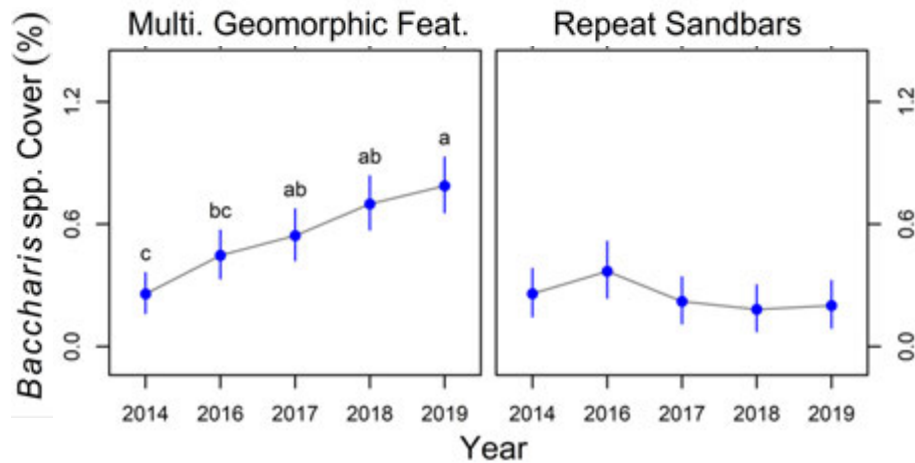 Multi. Geomorphic Feat. Repeat Sandbars
Baccharis spp. Cover (%)
1.2 1.2
0.6 0.6
0.0 0.0
c bc ab ab a
2014 2016 2017 2018 2019 2014 2016 2017 2018 2019
Year